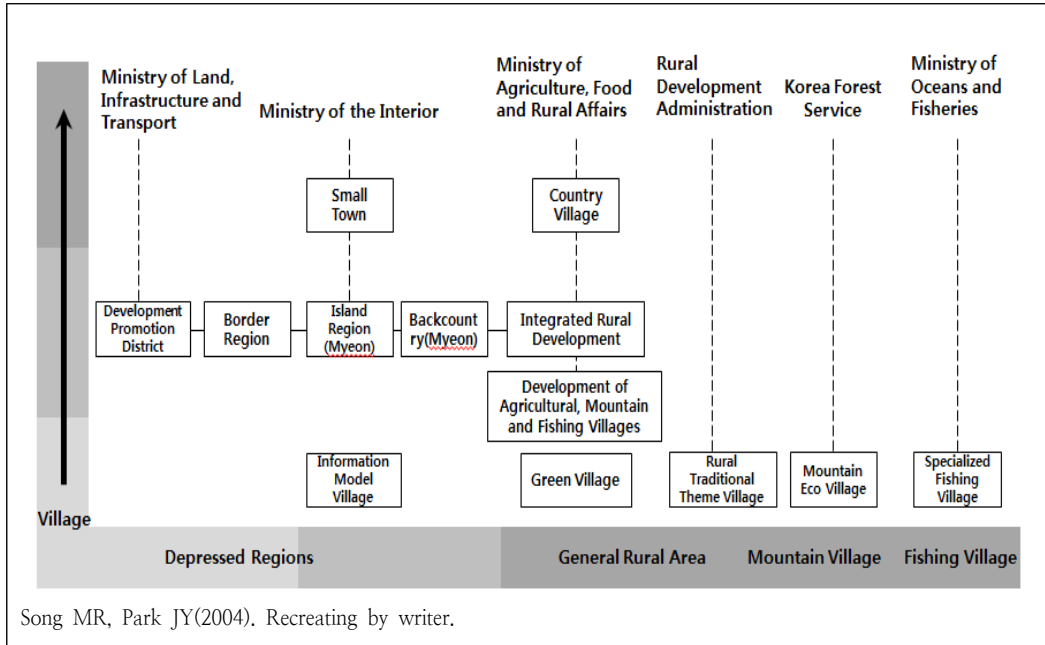 Ministry of Land,
Infrastructure and
Transport
Ministry of the Interior
Ministry of
Agriculture, Food
and Rural Affairs
Rural
Development
Administration
Korea Forest
Service
Ministry of
Oceans and
Fisheries
Small
Town
Country
Village
Development
Promotion
District
Border
Region
Island
Region
(Myeon)
Backcount
ry(Myeon)
Integrated Rural
Development
Development of
Agricultural, Mountain
and Fishing Villages
Information
Model
Village
Green Village
Rural
Traditional
Theme Village
Mountain
Eco Village
Specialized
Fishing
Village
Village
Depressed Regions
General Rural Area
Mountain Village
Fishing Village
Song MR, Park JY(2004). Recreating by writer.